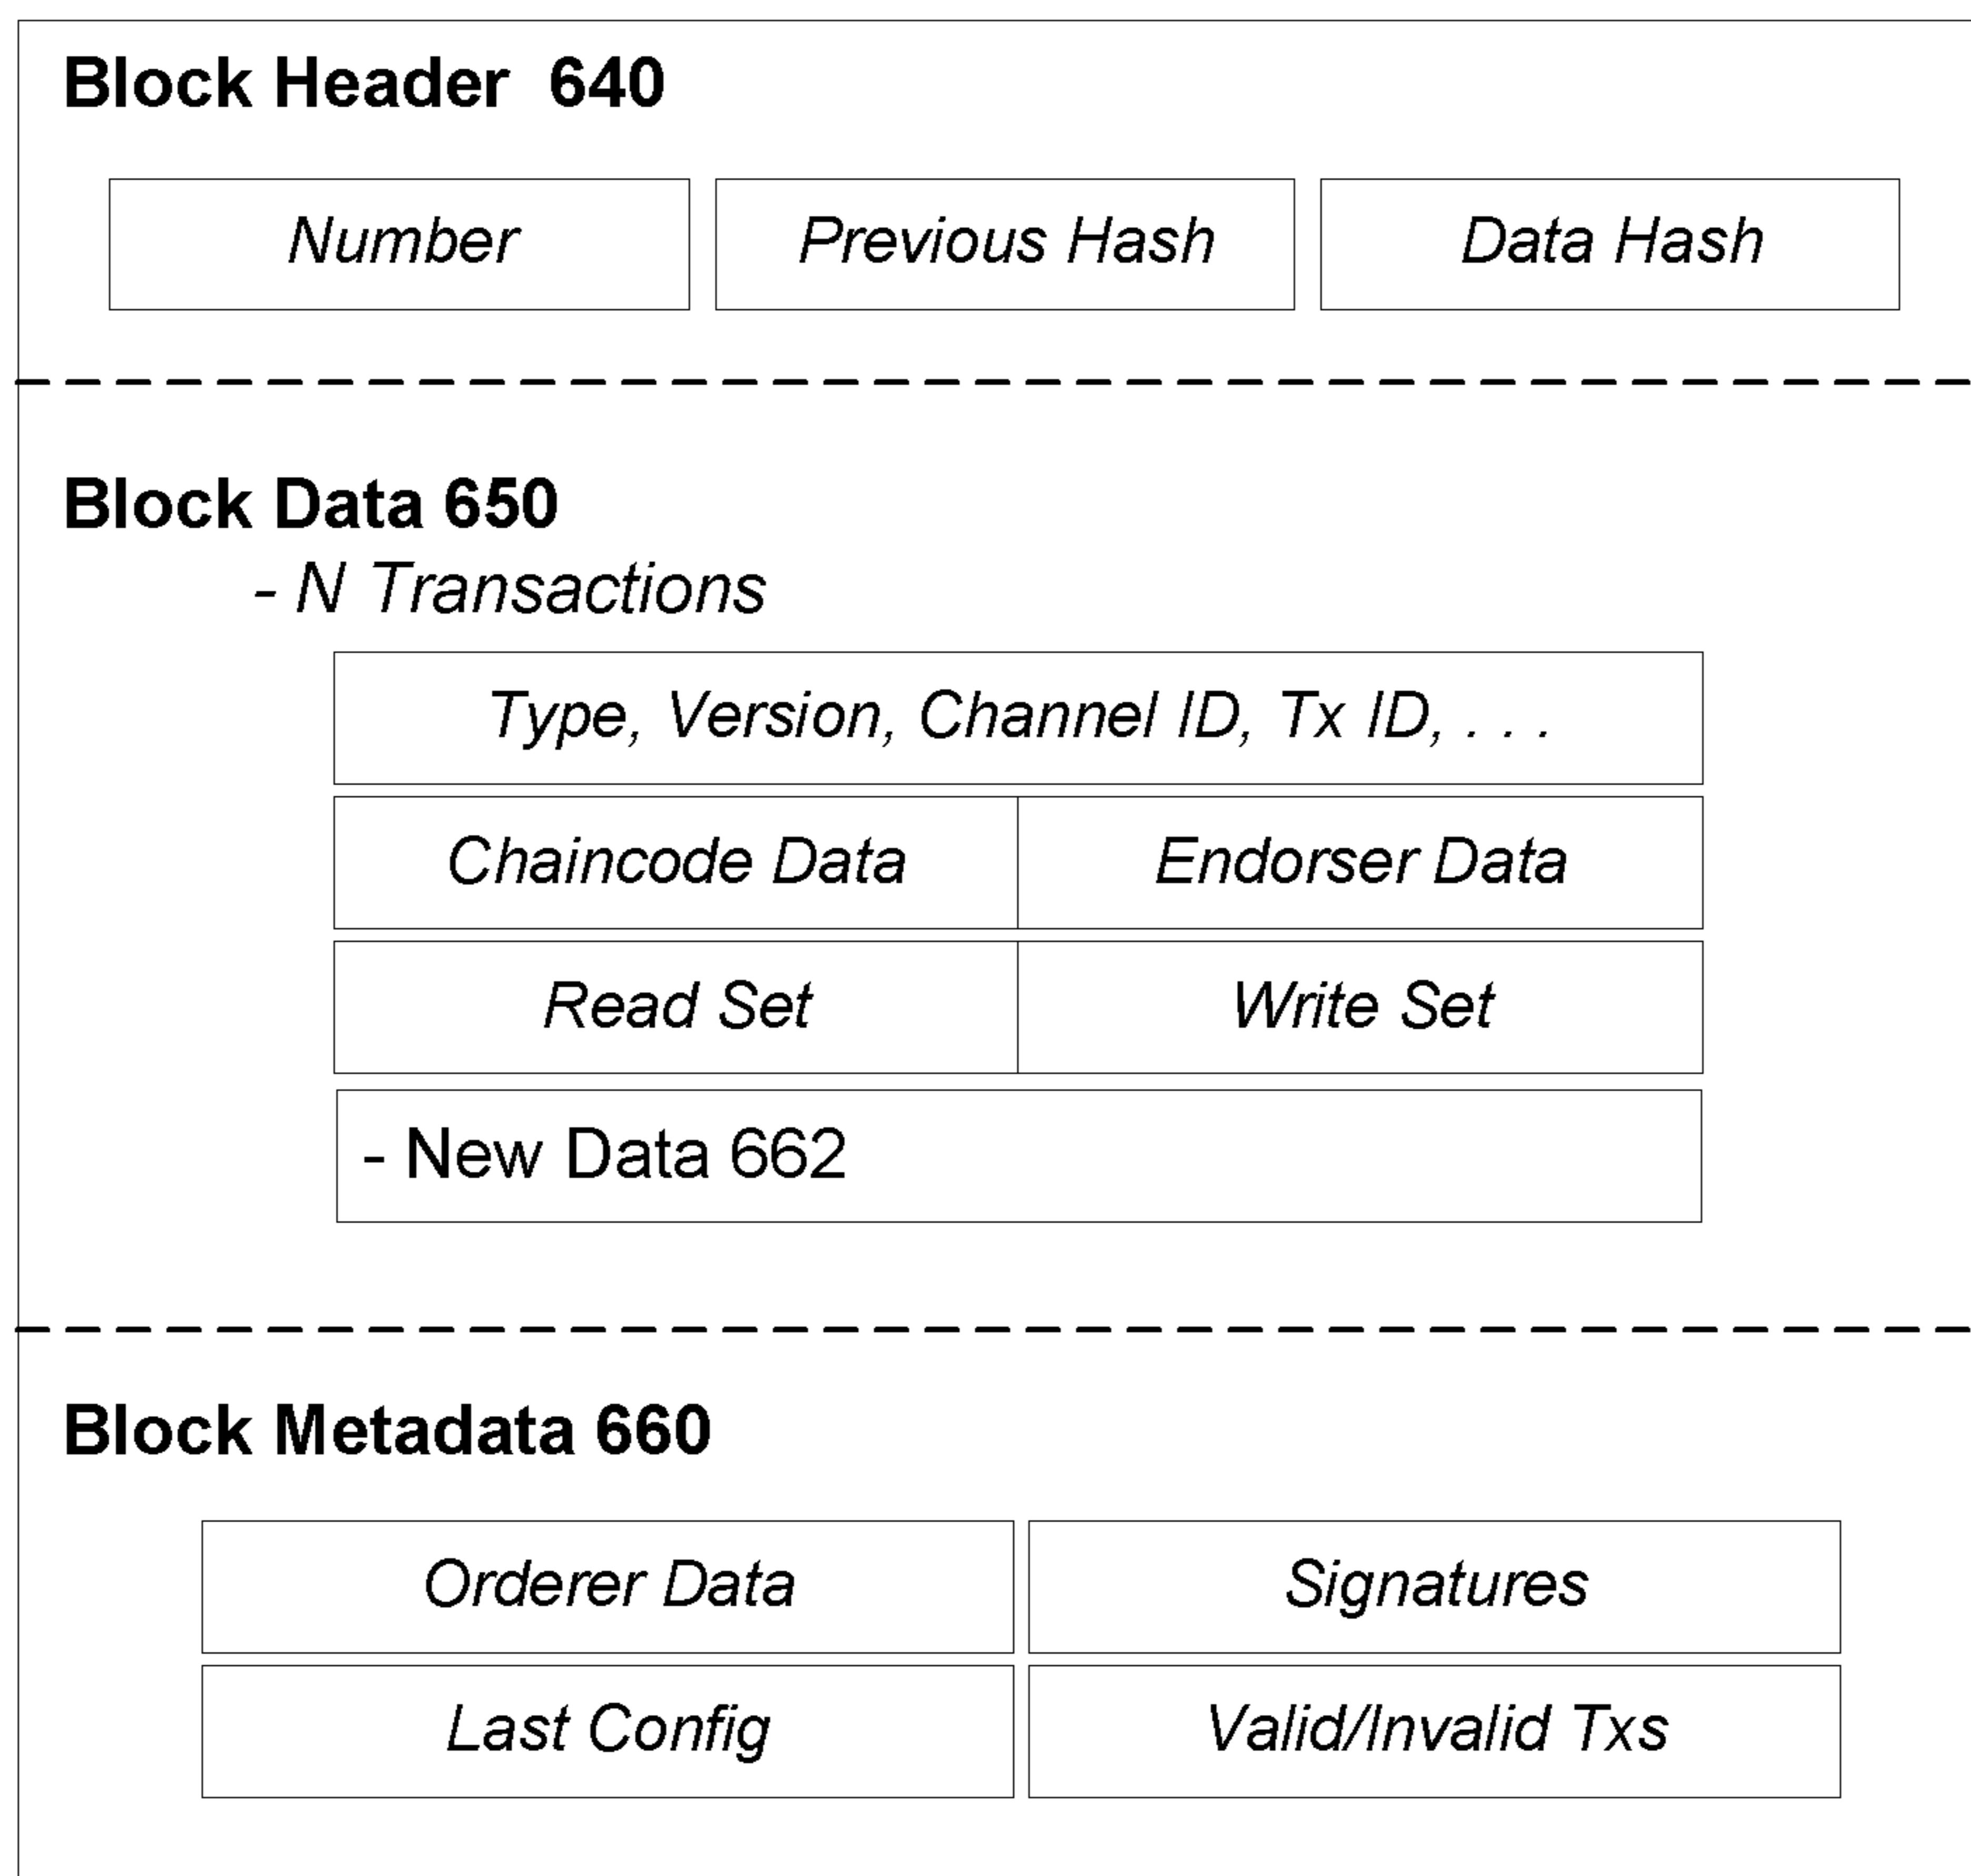 Block Header 640
Number Previous Hash Data Hash
Block Data 650
- N Transactions
Type, Version, Channel ID, Tx ID, . . .
Chaincode Data Endorser Data
Read Set Write Set
- New Data 662
Block Metadata 660
Orderer Data Signatures
Last Config Valid/Invalid Txs